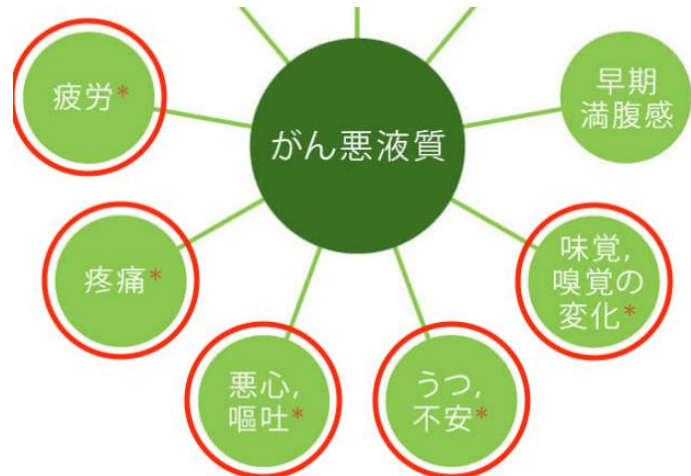 がん悪液質
疲労*
早期
満腹感
疼痛*
味覚,
嗅覚の
変化*
悪心,
嘔吐*
うつ,
不安*